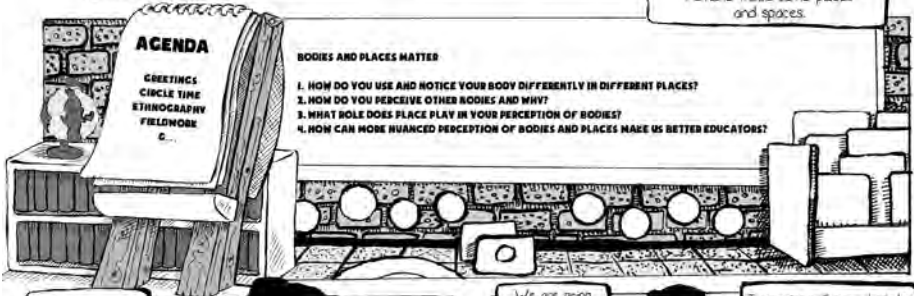 and spaces.
AGENDA
GREETINGS
CIRCLE TIME
ETHNOGRAPHY
FIELDWORK
&...
BODIES AND PLACES MATTER
1. HOW DO YOU USE AND NOTICE YOUR BODY DIFFERENTLY IN DIFFERENT PLACES?
2. HOW DO YOU PERCEIVE OTHER BODIES AND WHY?
3. WHAT ROLE DOES PLACE PLAY IN YOUR PERCEPTION OF BODIES?
4. HOW CAN MORE NUANCED PERCEPTION OF BODIES AND PLACES MAKE US BETTER EDUCATORS?
We are going